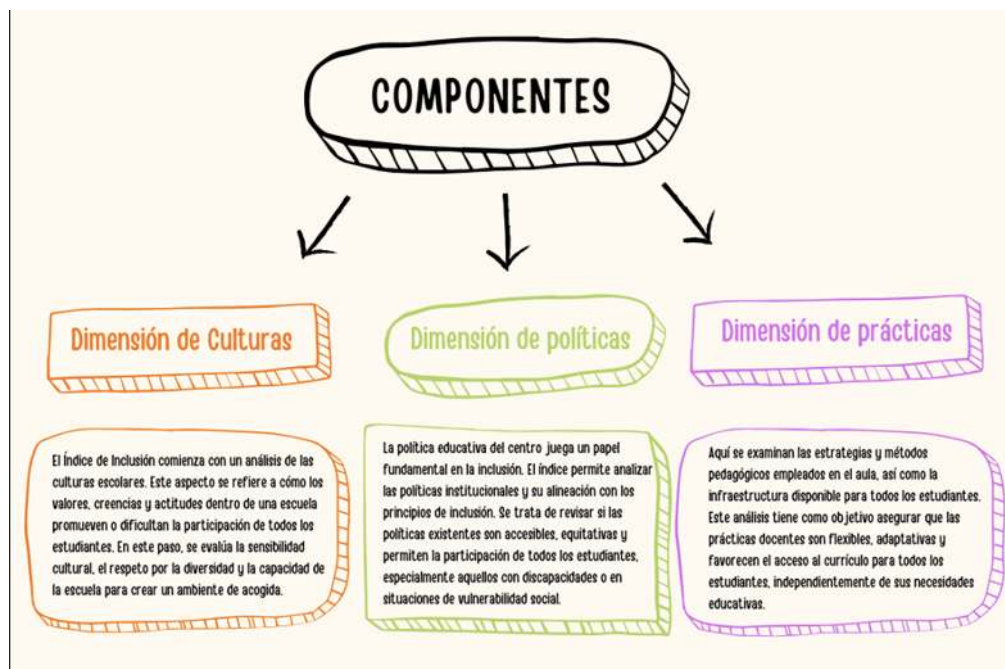 COMPONENTES
Dimensión de Culturas
El Índice de Inclusión comienza con un análisis de las
culturas escolares. Este aspecto se refiere a cómo los
valores, creencias y actitudes dentro de una escuela
promueven o dificultan la participación de todos los
estudiantes. En este paso, se evalúa la sensibilidad
cultural, el respeto por la diversidad y la capacidad de
la escuela para crear un ambiente de acogida.
Dimensión de políticas
La política educativa del centro juega un papel
fundamental en la inclusión. El índice permite analizar
las políticas institucionales y su alineación con los
principios de inclusión. Se trata de revisar si las
políticas existentes son accesibles, equitativas y
permiten la participación de todos los estudiantes,
especialmente aquellos con discapacidades o en
situaciones de vulnerabilidad social.
Dimensión de prácticas
Aquí se examinan las estrategias y métodos
pedagógicos empleados en el aula, así como la
infraestructura disponible para todos los estudiantes.
Este análisis tiene como objetivo asegurar que las
prácticas docentes son flexibles, adaptativas y
favorecen el acceso al currículo para todos los
estudiantes, independientemente de sus necesidades
educativas.